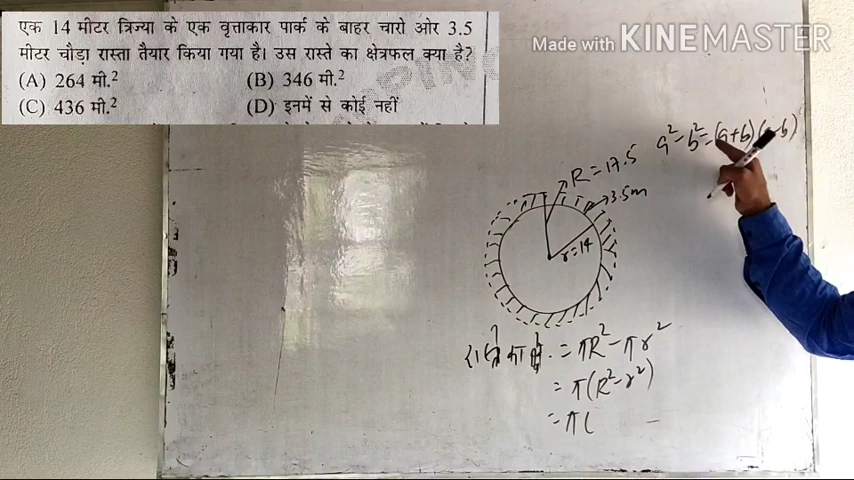 एक 14 मीटर त्रिज्या के एक वृत्ताकार पार्क के बाहर चारो ओर 3.5
मीटर चौड़ा रास्ता तैयार किया गया है। उस रास्ते का क्षेत्रफल क्या है?
(A) 264 मी.² (B) 346 मी.²
(C) 436 मी.² (D) इनमें से कोई नहीं
Made with KINEMASTER
a² - b² = (a+b)(a-b)
R = 17.5
3.5m
r = 14
का = πR² - πr²
= π(R² - r²)
= π(